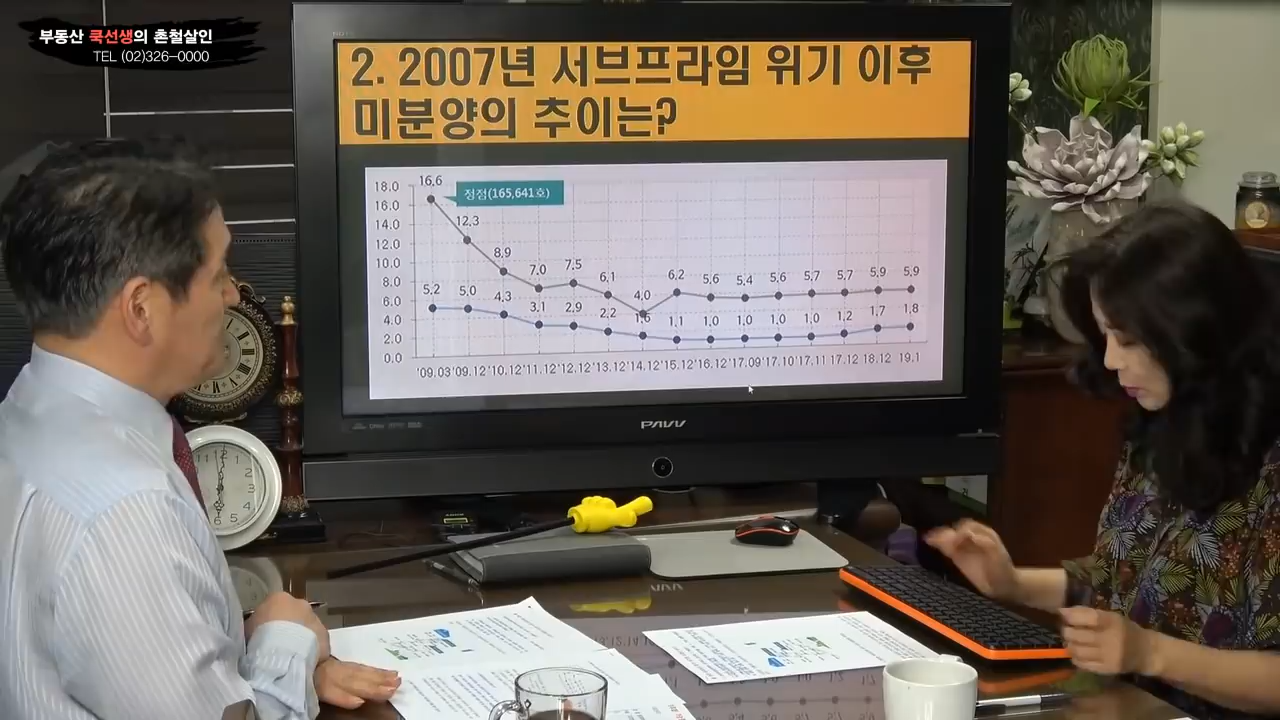 부동산 쿡선생의 촌철살인
TEL (02)326-0000
2. 2007년 서브프라임 위기 이후
미분양의 추이는?
정점(165,641호)
18.0
16.0
14.0
12.0
10.0
8.0
6.0
4.0
2.0
0.0
16.6 12.3 8.9 7.0 7.5 6.1 4.0 6.2 5.6 5.4 5.6 5.7 5.7 5.9 5.9
5.2 5.0 4.3 3.1 2.9 2.2 1.6 1.1 1.0 1.0 1.0 1.0 1.2 1.7 1.8
'09.03 '09.12 '10.12 '11.12 '12.12 '13.12 '14.12 '15.12 '16.12 '17.09 '17.10 '17.11 '17.12 '18.12 '19.1
PAVV